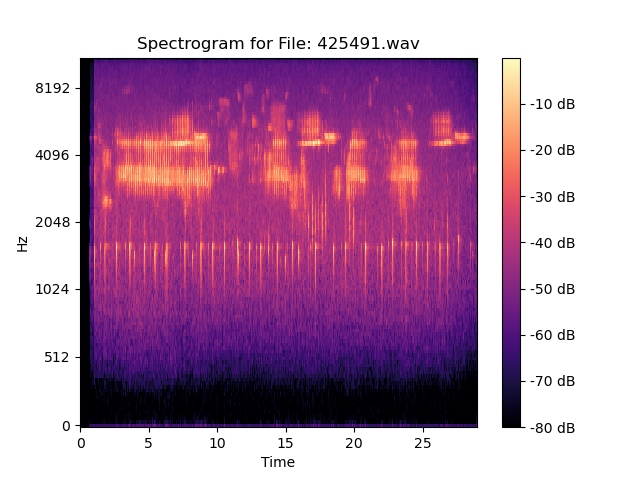 Spectrogram for File: 425491.wav
8192
4096
2048
1024
512
0
Hz
0 5 10 15 20 25
Time
-10 dB
-20 dB
-30 dB
-40 dB
-50 dB
-60 dB
-70 dB
-80 dB